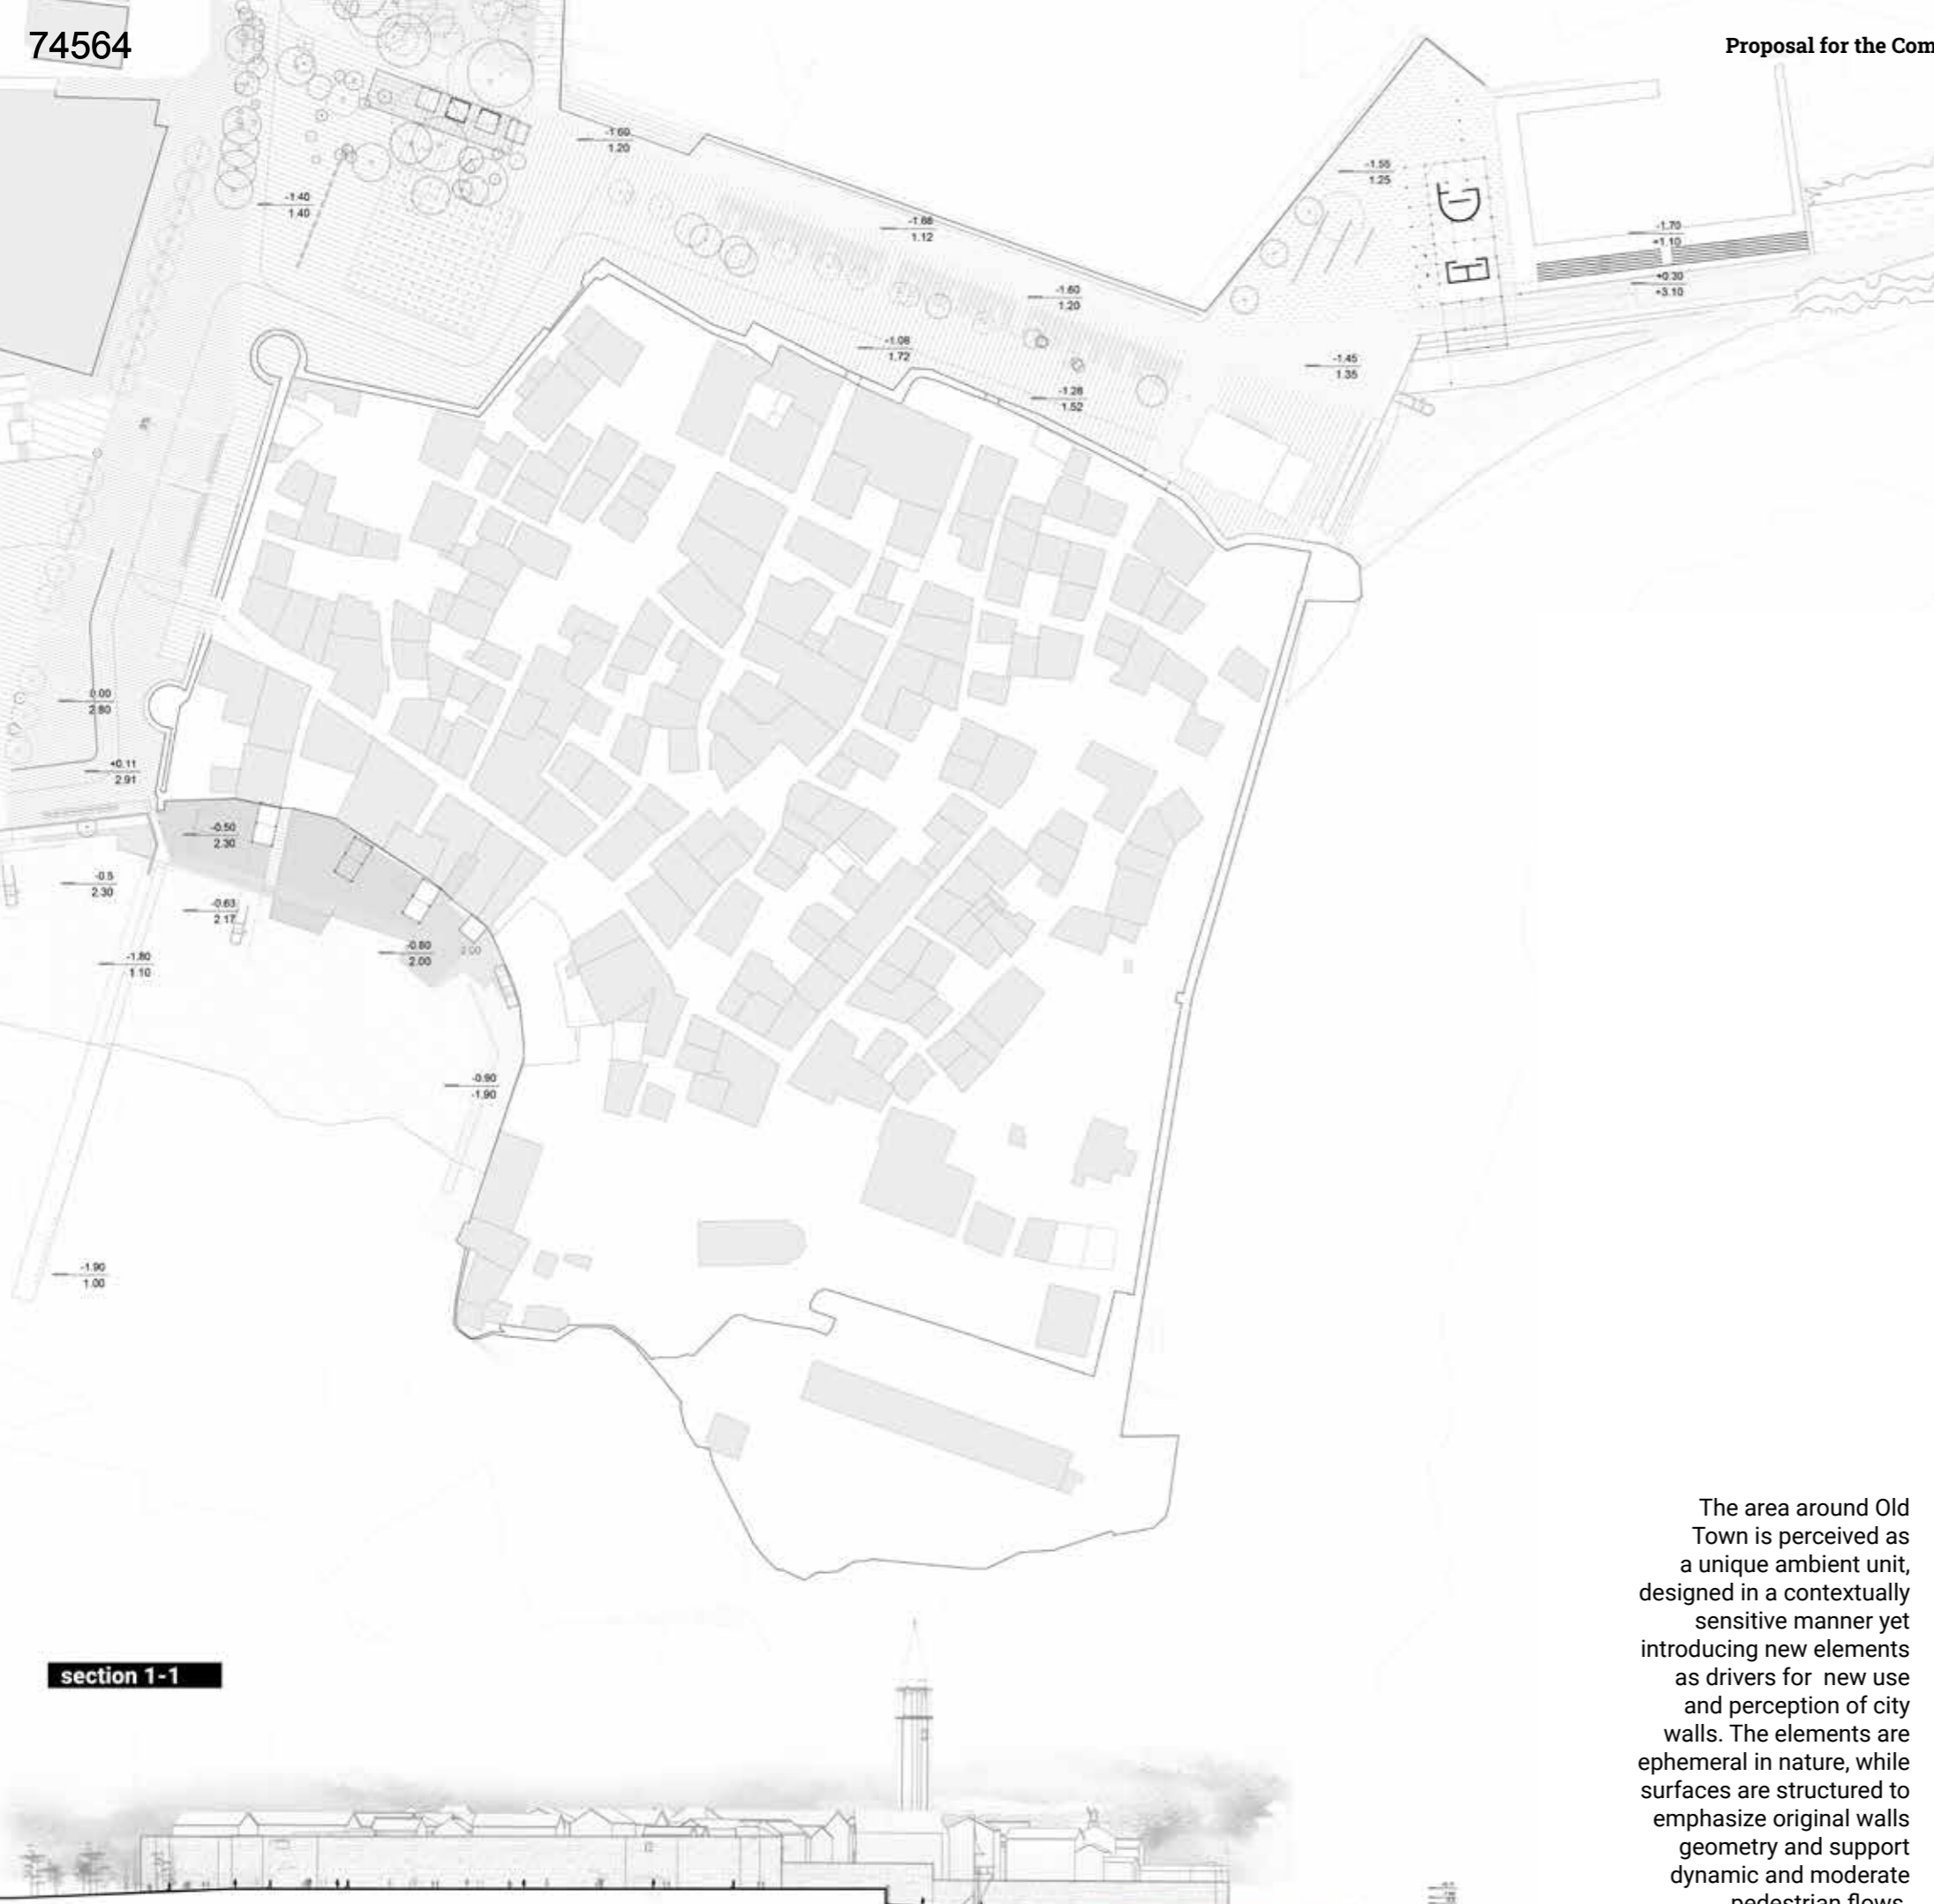 74564
Proposal for the Com
-1.60
1.20
-1.40
1.40
-1.66
1.12
-1.55
1.25
-1.70
+1.10
+0.30
+3.10
-1.60
1.20
-1.08
1.72
-1.45
1.35
-1.28
1.52
0.00
2.80
+0.11
2.91
-0.50
2.30
-0.5
2.30
-0.63
2.17
-0.80
2.00
2.00
-1.80
1.10
-0.90
-1.90
-1.90
1.00
The area around Old
Town is perceived as
a unique ambient unit,
designed in a contextually
sensitive manner yet
introducing new elements
as drivers for new use
and perception of city
walls. The elements are
ephemeral in nature, while
surfaces are structured to
emphasize original walls
geometry and support
dynamic and moderate
pedestrian flows.
section 1-1